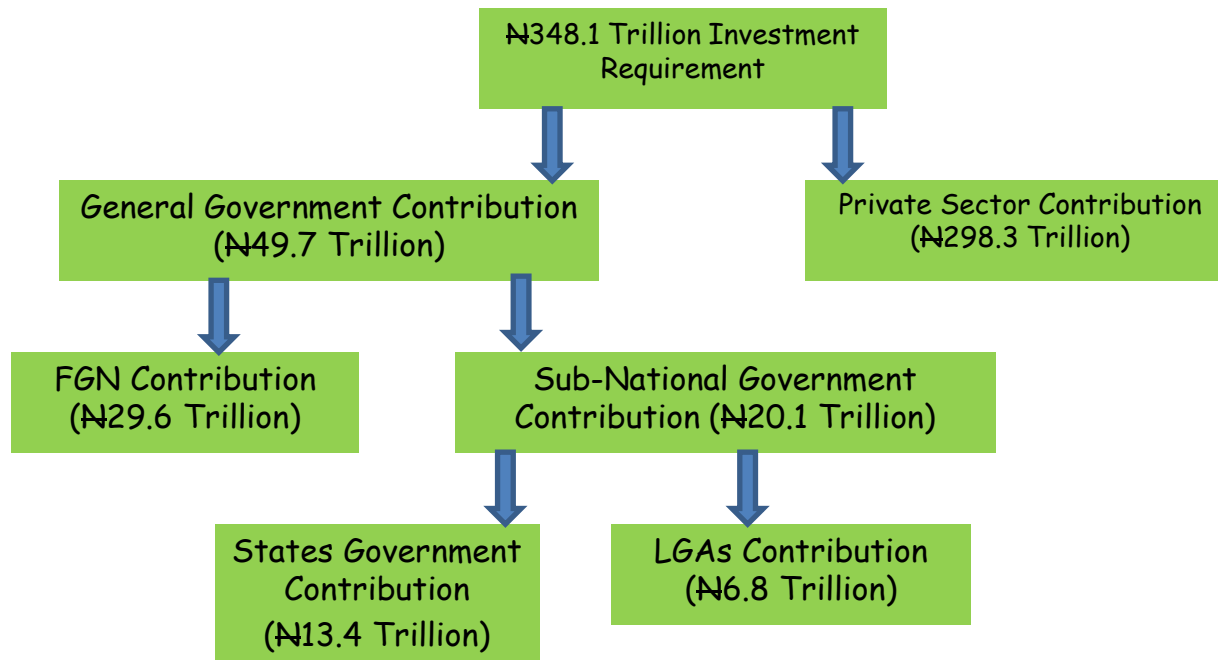 ₦348.1 Trillion Investment
Requirement
General Government Contribution
(₦49.7 Trillion)
Private Sector Contribution
(₦298.3 Trillion)
FGN Contribution
(₦29.6 Trillion)
Sub-National Government
Contribution (₦20.1 Trillion)
States Government
Contribution
(₦13.4 Trillion)
LGAs Contribution
(₦6.8 Trillion)